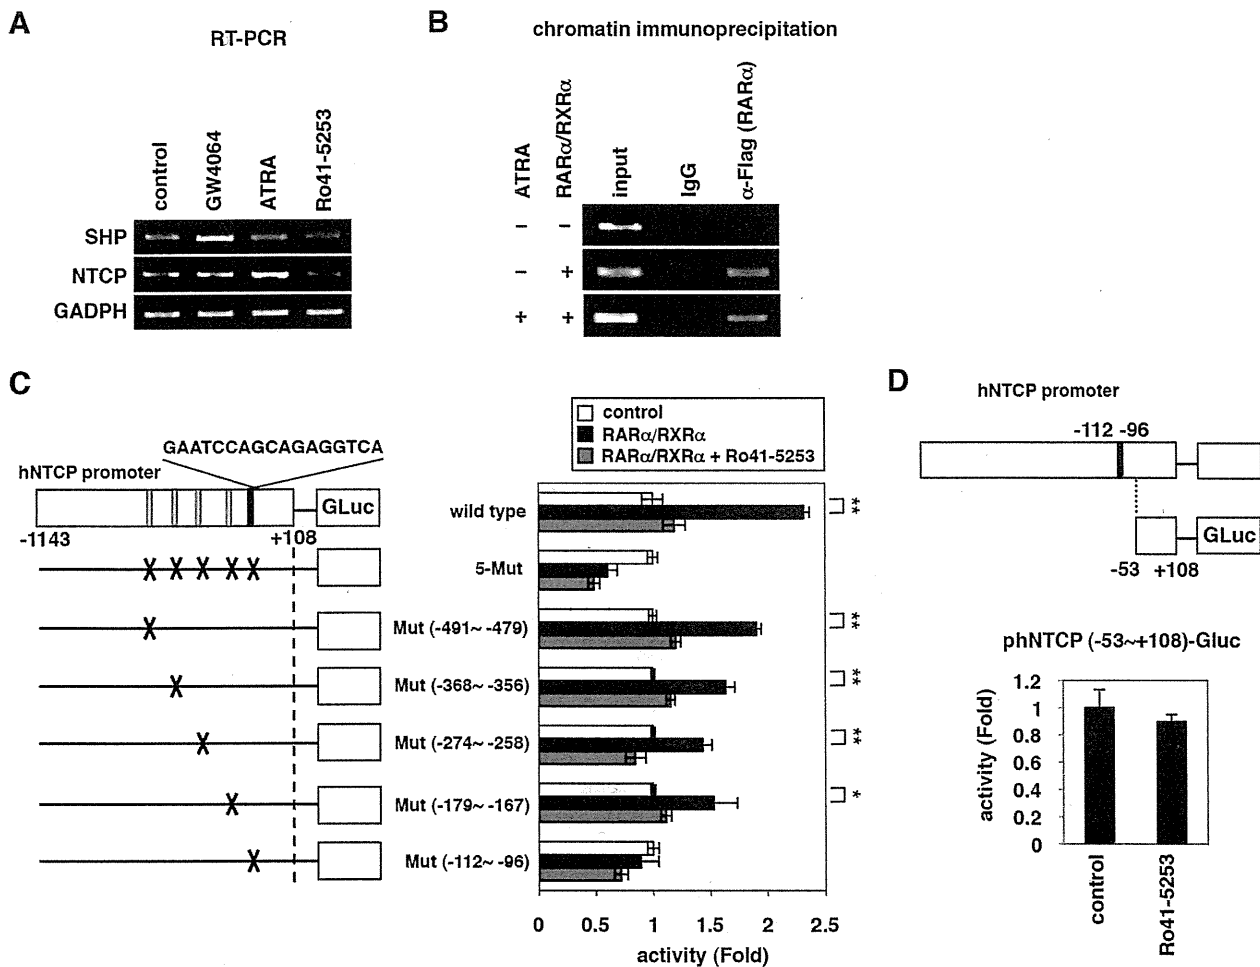 A
RT-PCR
control
GW4064
ATRA
Ro41-5253
SHP
NTCP
GADPH
B
chromatin immunoprecipitation
ATRA
RARα/RXRα
input
IgG
α-Flag (RARα)
- -
- +
+ +
C
GAATCCAGCAGAGGTCA
hNTCP promoter
GLuc
-1143
+108
X X X X X
X
X
X
X
X
control
RARα/RXRα
RARα/RXRα + Ro41-5253
wild type
5-Mut
Mut (-491~ -479)
Mut (-368~ -356)
Mut (-274~ -258)
Mut (-179~ -167)
Mut (-112~ -96)
**
**
**
**
*
0 0.5 1 1.5 2 2.5
activity (Fold)
D
hNTCP promoter
-112 -96
GLuc
-53 +108
phNTCP (-53~+108)-Gluc
activity (Fold)
1.2
1
0.8
0.6
0.4
0.2
0
control
Ro41-5253